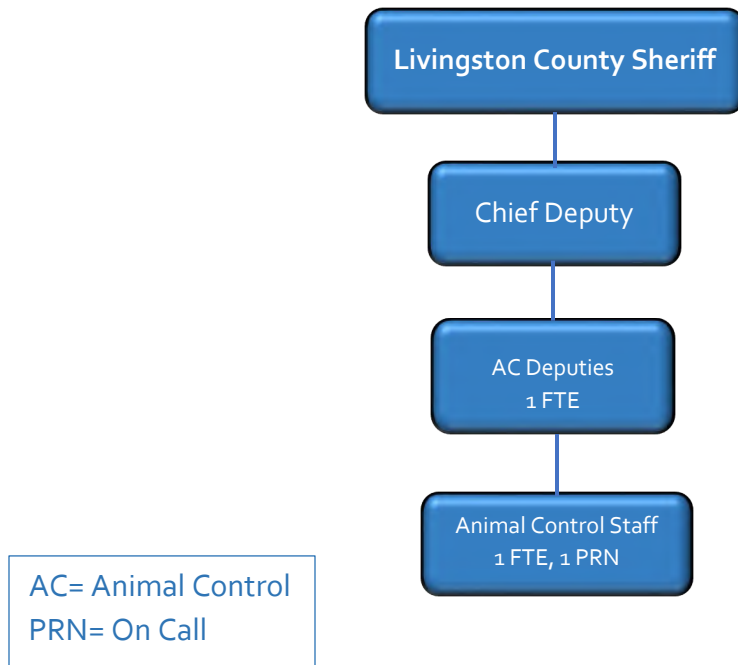 Livingston County Sheriff
Chief Deputy
AC Deputies
1 FTE
Animal Control Staff
1 FTE, 1 PRN
AC= Animal Control
PRN= On Call